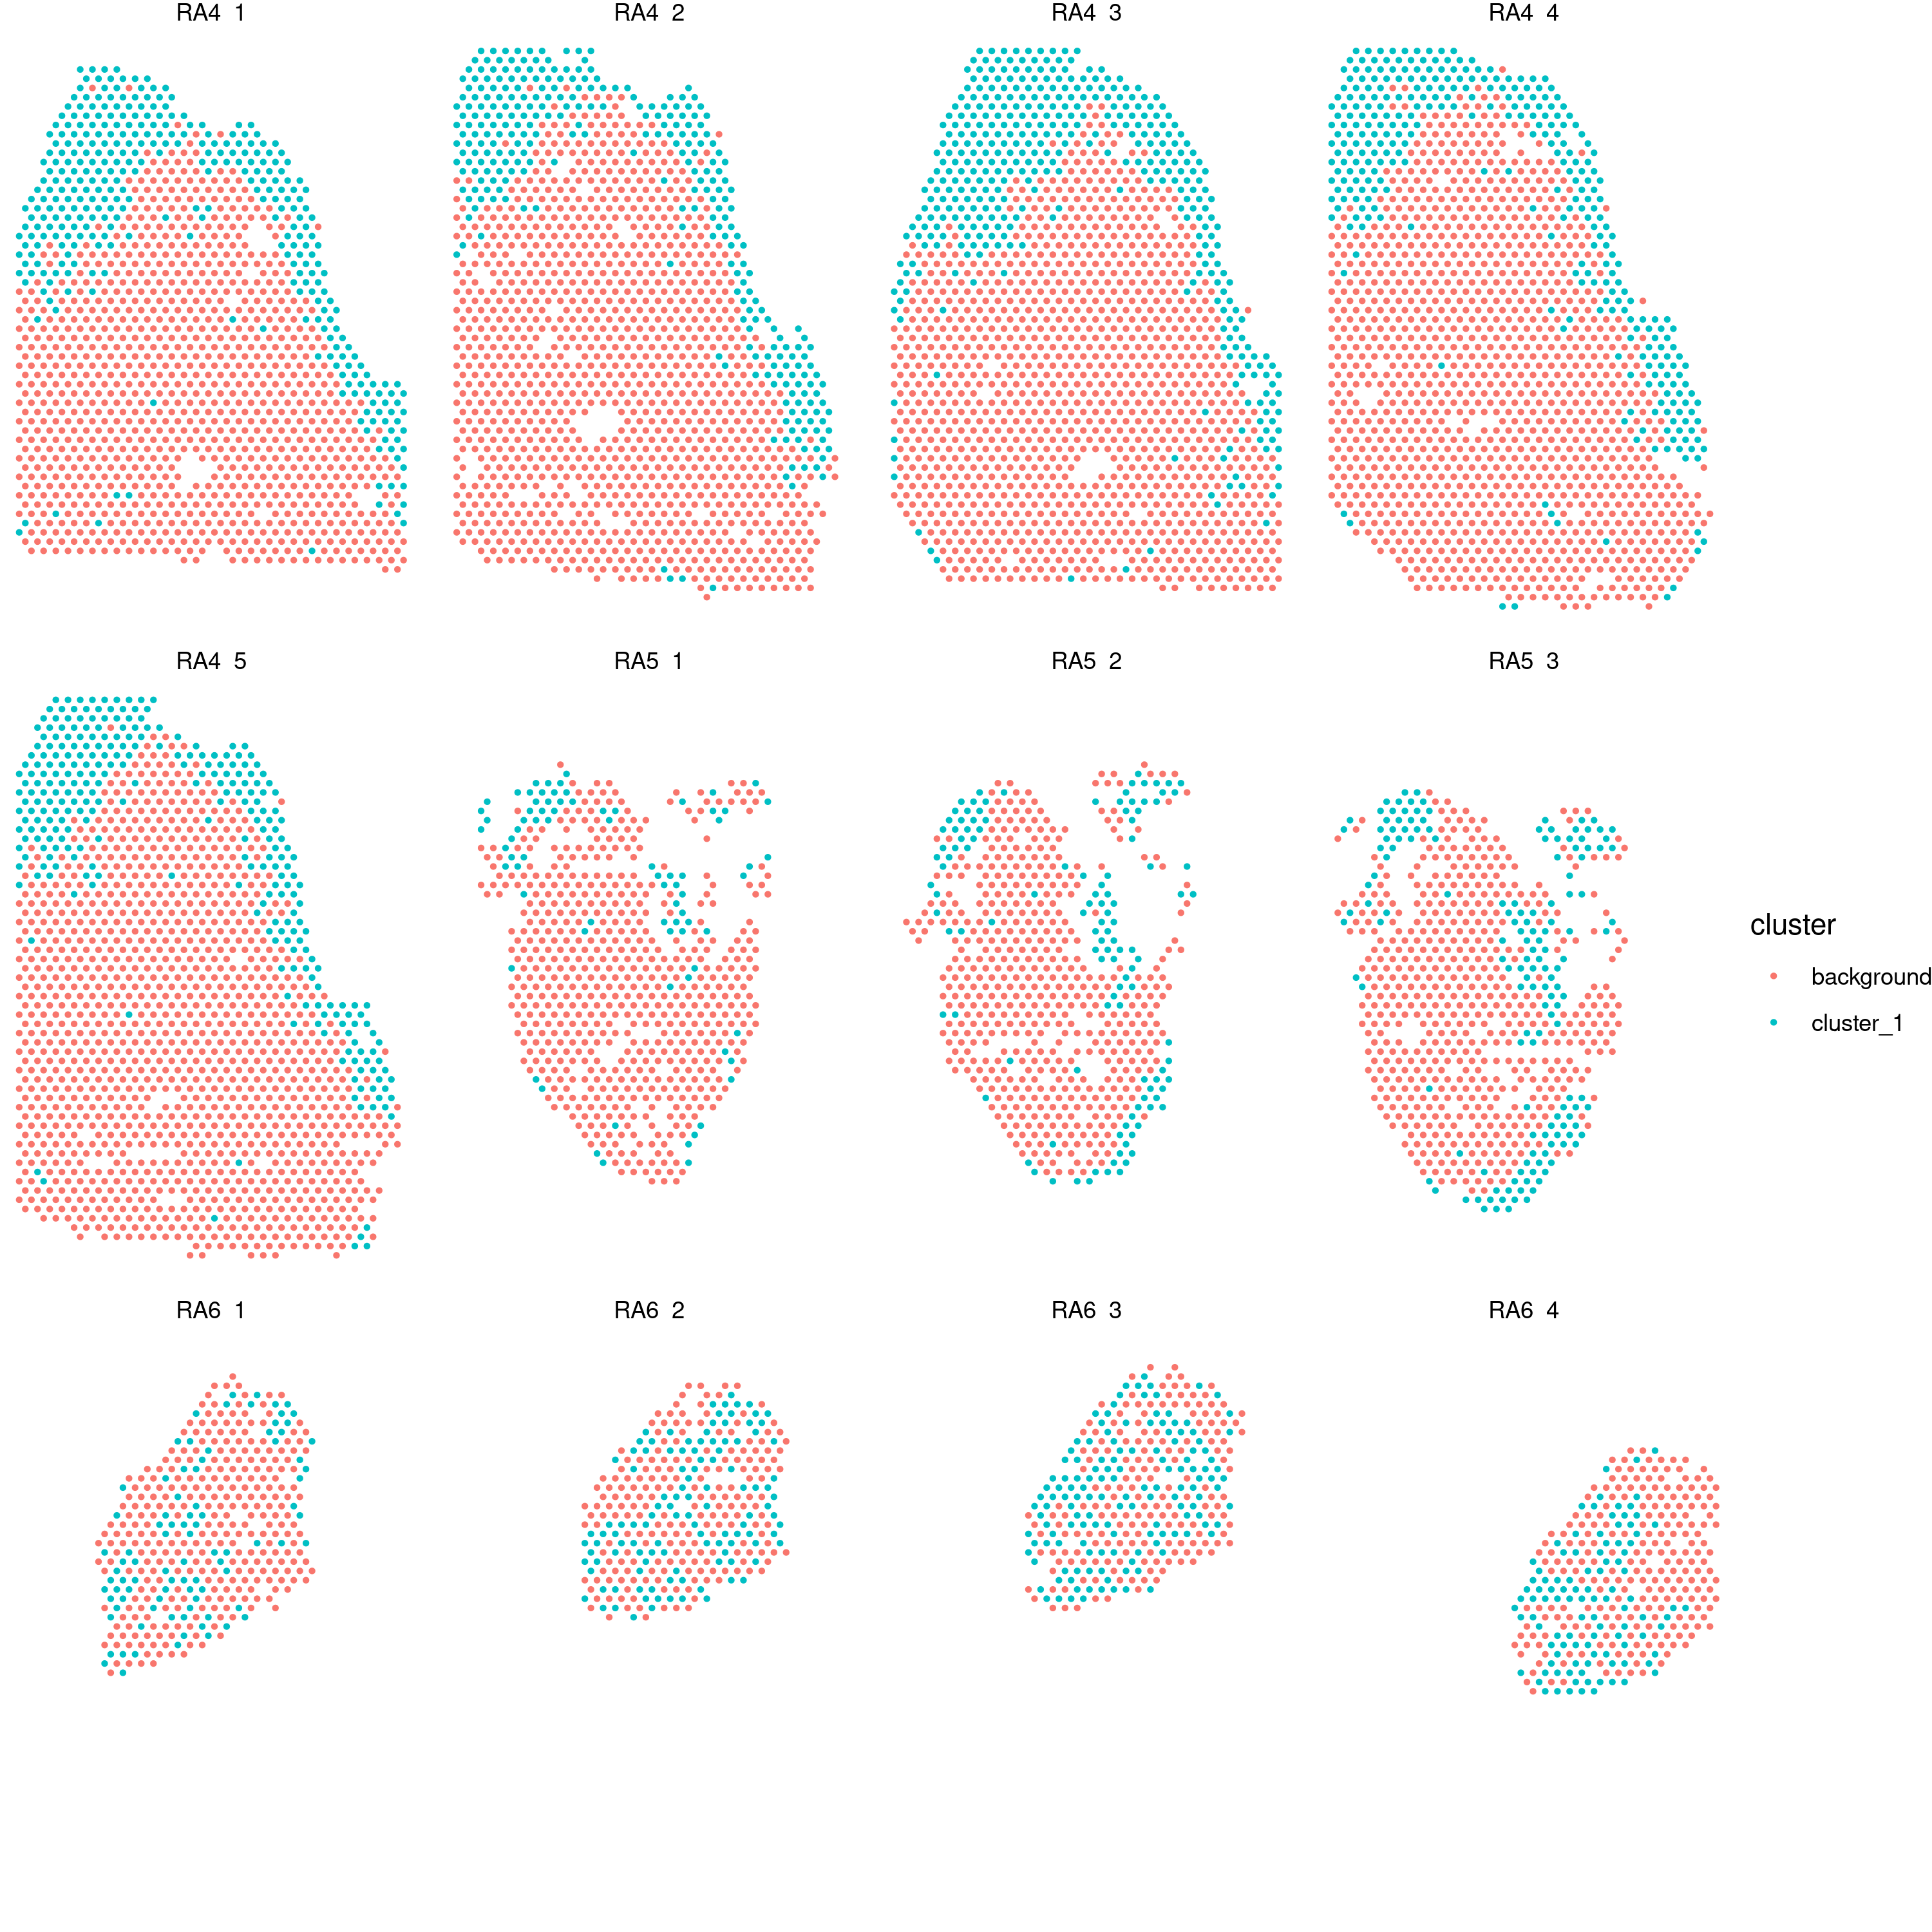 RA4 1
RA4 2
RA4 3
RA4 4
RA4 5
RA5 1
RA5 2
RA5 3
cluster
background
cluster_1
RA6 1
RA6 2
RA6 3
RA6 4